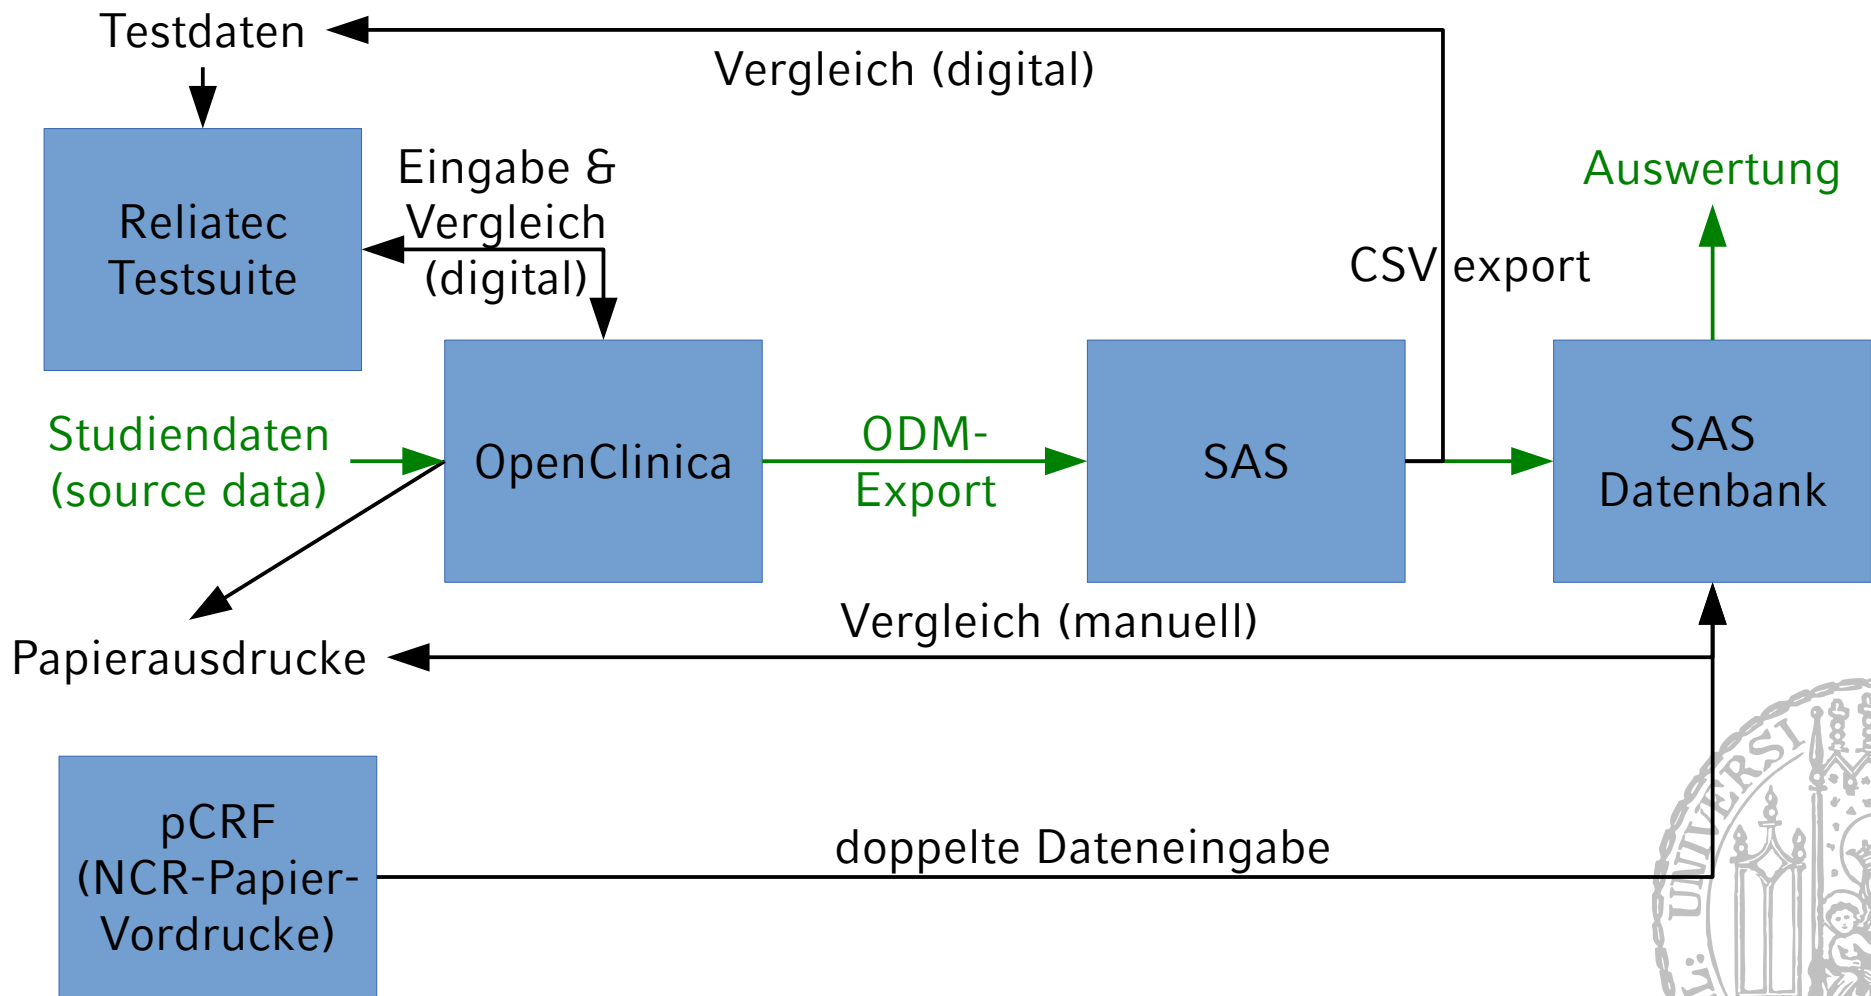 Testdaten
Vergleich (digital)
Reliatec
Testsuite
Eingabe &
Vergleich
(digital)
Auswertung
CSV export
Studiendaten
(source data)
OpenClinica
ODM-
Export
SAS
SAS
Datenbank
Vergleich (manuell)
Papierausdrucke
pCRF
(NCR-Papier-
Vordrucke)
doppelte Dateneingabe
UNIVERSI